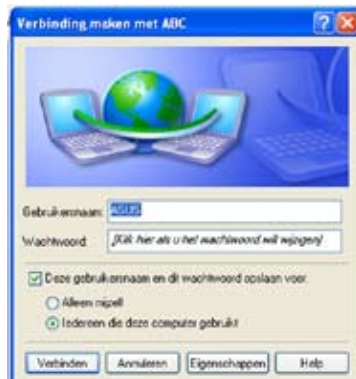 Verbinding maken met ABC
Gebruikersnaam: ASUS
Wachtwoord: [Klik hier als u het wachtwoord wilt wijzigen]
Deze gebruikersnaam en dit wachtwoord opslaan voor:
Alleen mijzelf
Iedereen die deze computer gebruikt
Verbinden Annuleren Eigenschappen Help